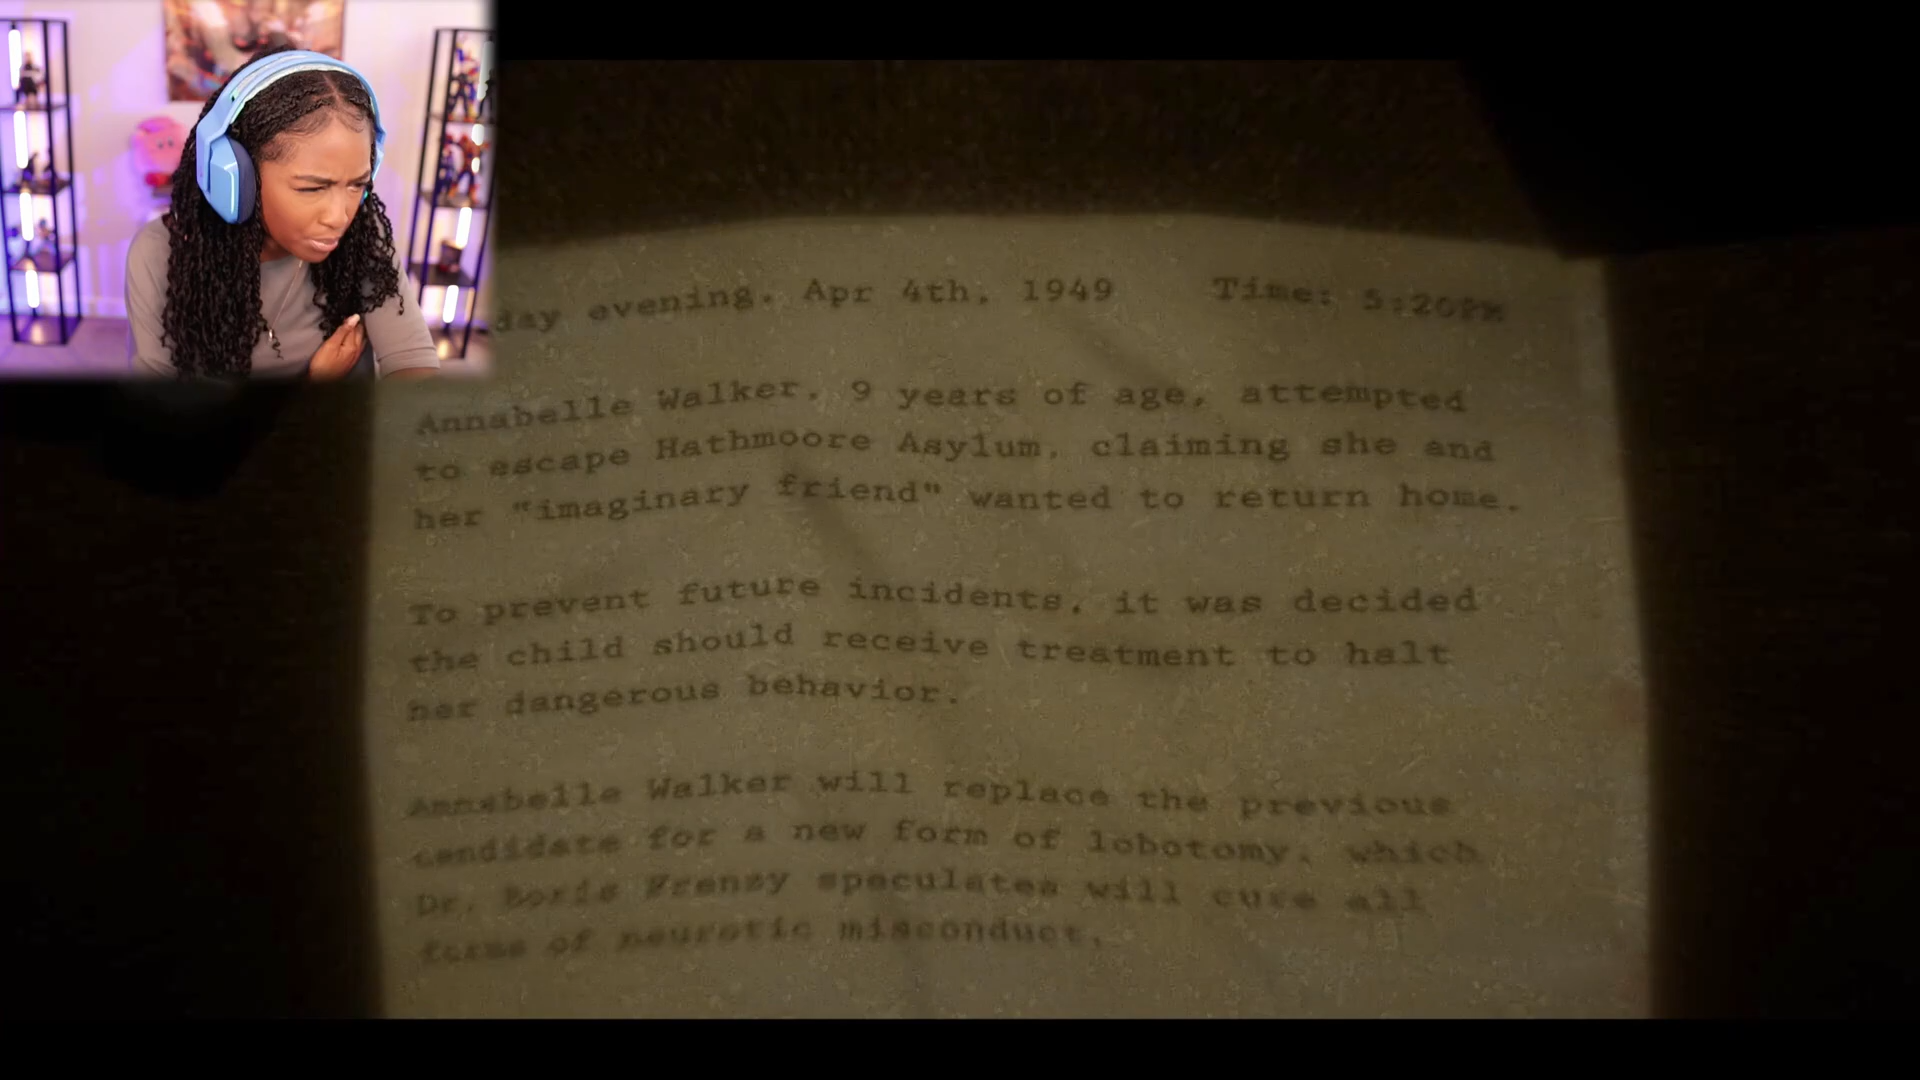 day evening. Apr 4th, 1949 Time: 5:20PM
Annabelle Walker, 9 years of age, attempted
to escape Hathmoore Asylum, claiming she and
her "imaginary friend" wanted to return home.
To prevent future incidents, it was decided
the child should receive treatment to halt
her dangerous behavior.
Annabelle Walker will replace the previous
candidate for a new form of lobotomy, which
Dr. Boris Frenzy speculates will cure all
forms of neurotic misconduct.